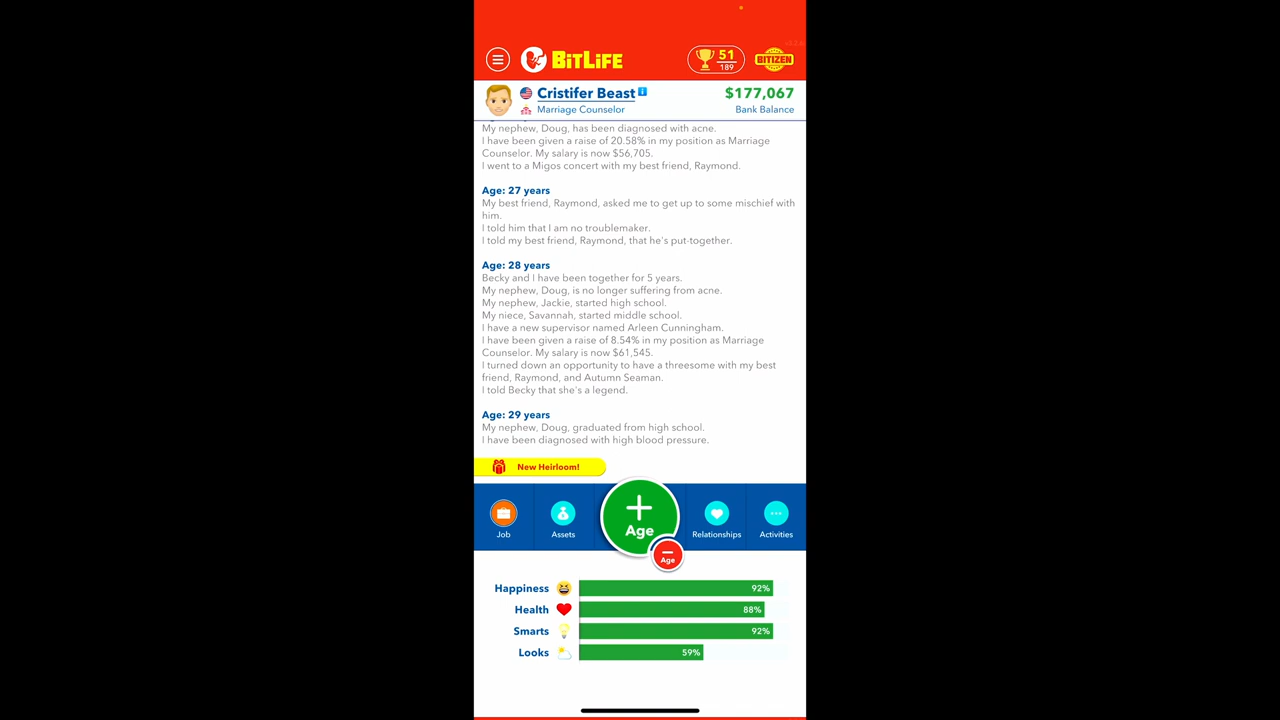 BITLIFE
51
189
BITIZEN
Cristifer Beast
$177,067
Marriage Counselor
Bank Balance
My nephew, Doug, has been diagnosed with acne.
I have been given a raise of 20.58% in my position as Marriage
Counselor. My salary is now $56,705.
I went to a Migos concert with my best friend, Raymond.
Age: 27 years
My best friend, Raymond, asked me to get up to some mischief with
him.
I told him that I am no troublemaker.
I told my best friend, Raymond, that he's put-together.
Age: 28 years
Becky and I have been together for 5 years.
My nephew, Doug, is no longer suffering from acne.
My nephew, Jackie, started high school.
My niece, Savannah, started middle school.
I have a new supervisor named Arleen Cunningham.
I have been given a raise of 8.54% in my position as Marriage
Counselor. My salary is now $61,545.
I turned down an opportunity to have a threesome with my best
friend, Raymond, and Autumn Seaman.
I told Becky that she's a legend.
Age: 29 years
My nephew, Doug, graduated from high school.
I have been diagnosed with high blood pressure.
New Heirloom!
Job
Assets
Age
Relationships
Activities
Age
Happiness
92%
Health
88%
Smarts
92%
Looks
59%